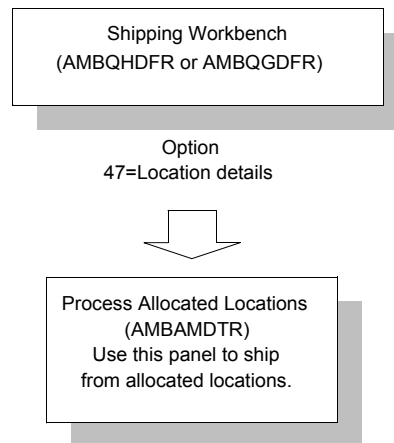 Shipping Workbench
(AMBQHDFR or AMBQGDFR)
Option
47=Location details
Process Allocated Locations
(AMBAMDTR)
Use this panel to ship
from allocated locations.